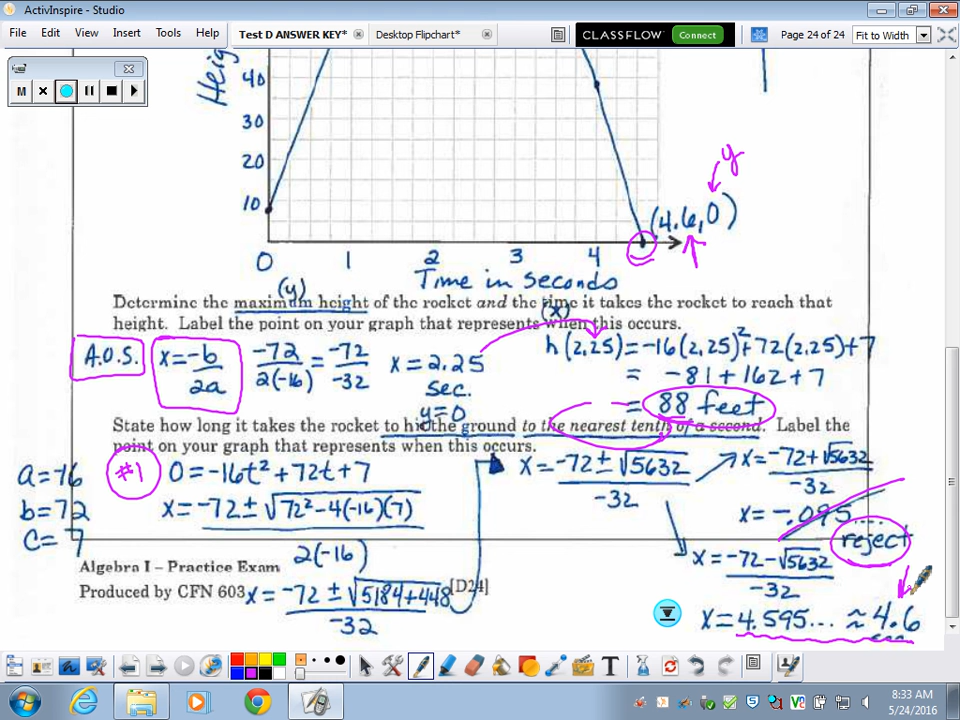 ActivInspire - Studio
File Edit View Insert Tools Help
Test D ANSWER KEY* Desktop Flipchart*
CLASSFLOW Connect
Page 24 of 24 Fit to Width
M
Heig
40
30
20
10
y
(4.6,0)
0 1 2 3 4
Time in seconds
(y)
Determine the maximum height of the rocket and the time it takes the rocket to reach that
(x)
height. Label the point on your graph that represents when this occurs.
A.O.S. x=-b/2a -72/2(-16)=-72/-32 x=2.25 sec.
h(2.25)=-16(2.25)²+72(2.25)+7
= -81+162+7
= 88 feet
y=0
State how long it takes the rocket to hit the ground to the nearest tenth of a second. Label the
point on your graph that represents when this occurs.
a=-16
b=72
c=7
#1 0=-16t²+72t+7
x=-72±√(72²-4(-16)(7))/2(-16)
x=-72±√(5184+448)/-32
x=-72±√5632/-32
x=-72+√5632/-32
x=-.095...
reject
x=-72-√5632/-32
x=4.595... ≈4.6
sec
Algebra I – Practice Exam
Produced by CFN 603
[D24]
T
8:33 AM
5/24/2016